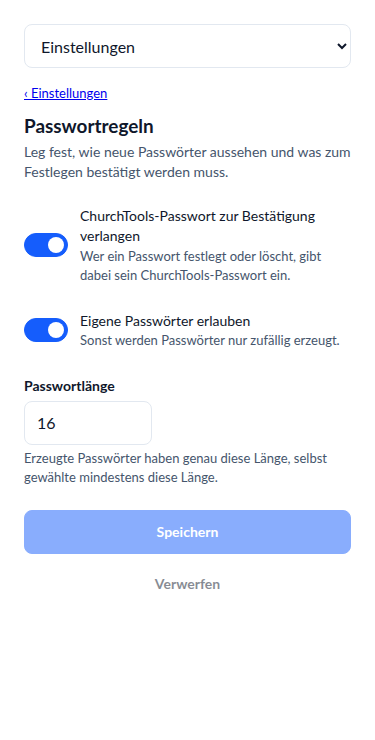 Einstellungen
‹ Einstellungen
Passwortregeln
Leg fest, wie neue Passwörter aussehen und was zum
Festlegen bestätigt werden muss.
ChurchTools-Passwort zur Bestätigung
verlangen
Wer ein Passwort festlegt oder löscht, gibt
dabei sein ChurchTools-Passwort ein.
Eigene Passwörter erlauben
Sonst werden Passwörter nur zufällig erzeugt.
Passwortlänge
16
Erzeugte Passwörter haben genau diese Länge, selbst
gewählte mindestens diese Länge.
Speichern
Verwerfen